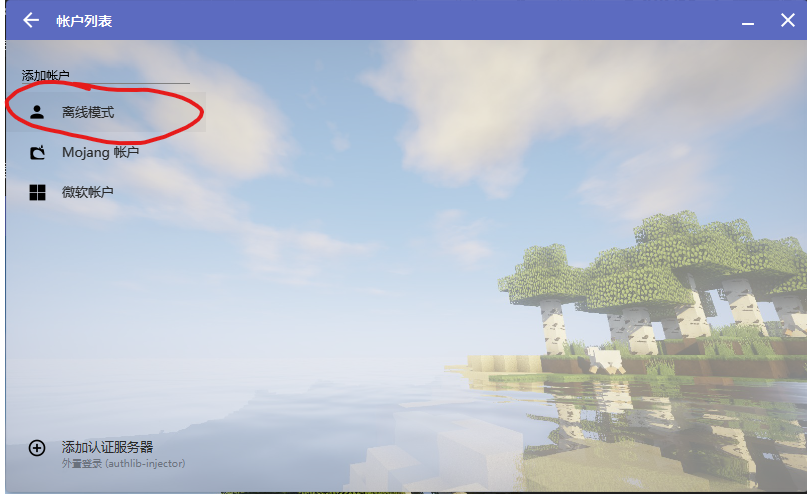 帐户列表
添加帐户
离线模式
Mojang 帐户
微软帐户
添加认证服务器
外置登录 (authlib-injector)